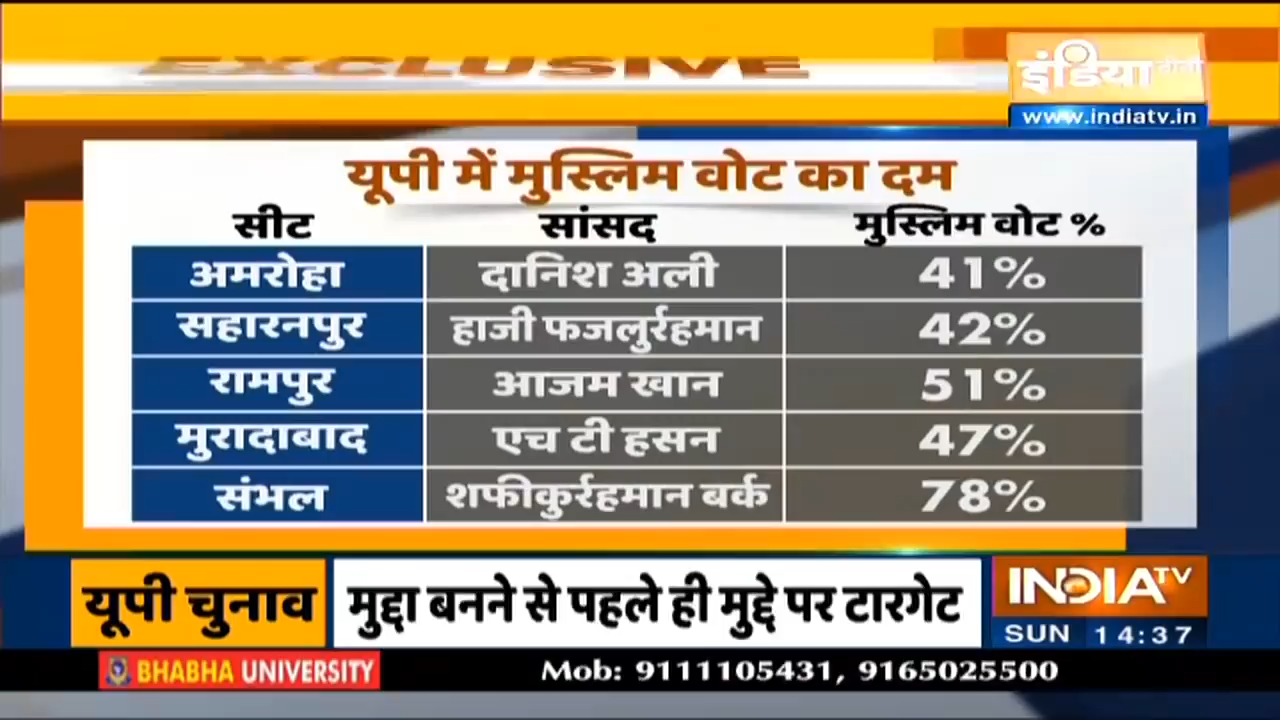 EXCLUSIVE
इंडिया टीवी
www.indiatv.in
यूपी में मुस्लिम वोट का दम
सीट सांसद मुस्लिम वोट %
अमरोहा दानिश अली 41%
सहारनपुर हाजी फजलुर्रहमान 42%
रामपुर आजम खान 51%
मुरादाबाद एच टी हसन 47%
संभल शफीकुर्रहमान बर्क 78%
यूपी चुनाव मुद्दा बनने से पहले ही मुद्दे पर टारगेट
INDIA TV
SUN 14:37
BHABHA UNIVERSITY Mob: 9111105431, 9165025500